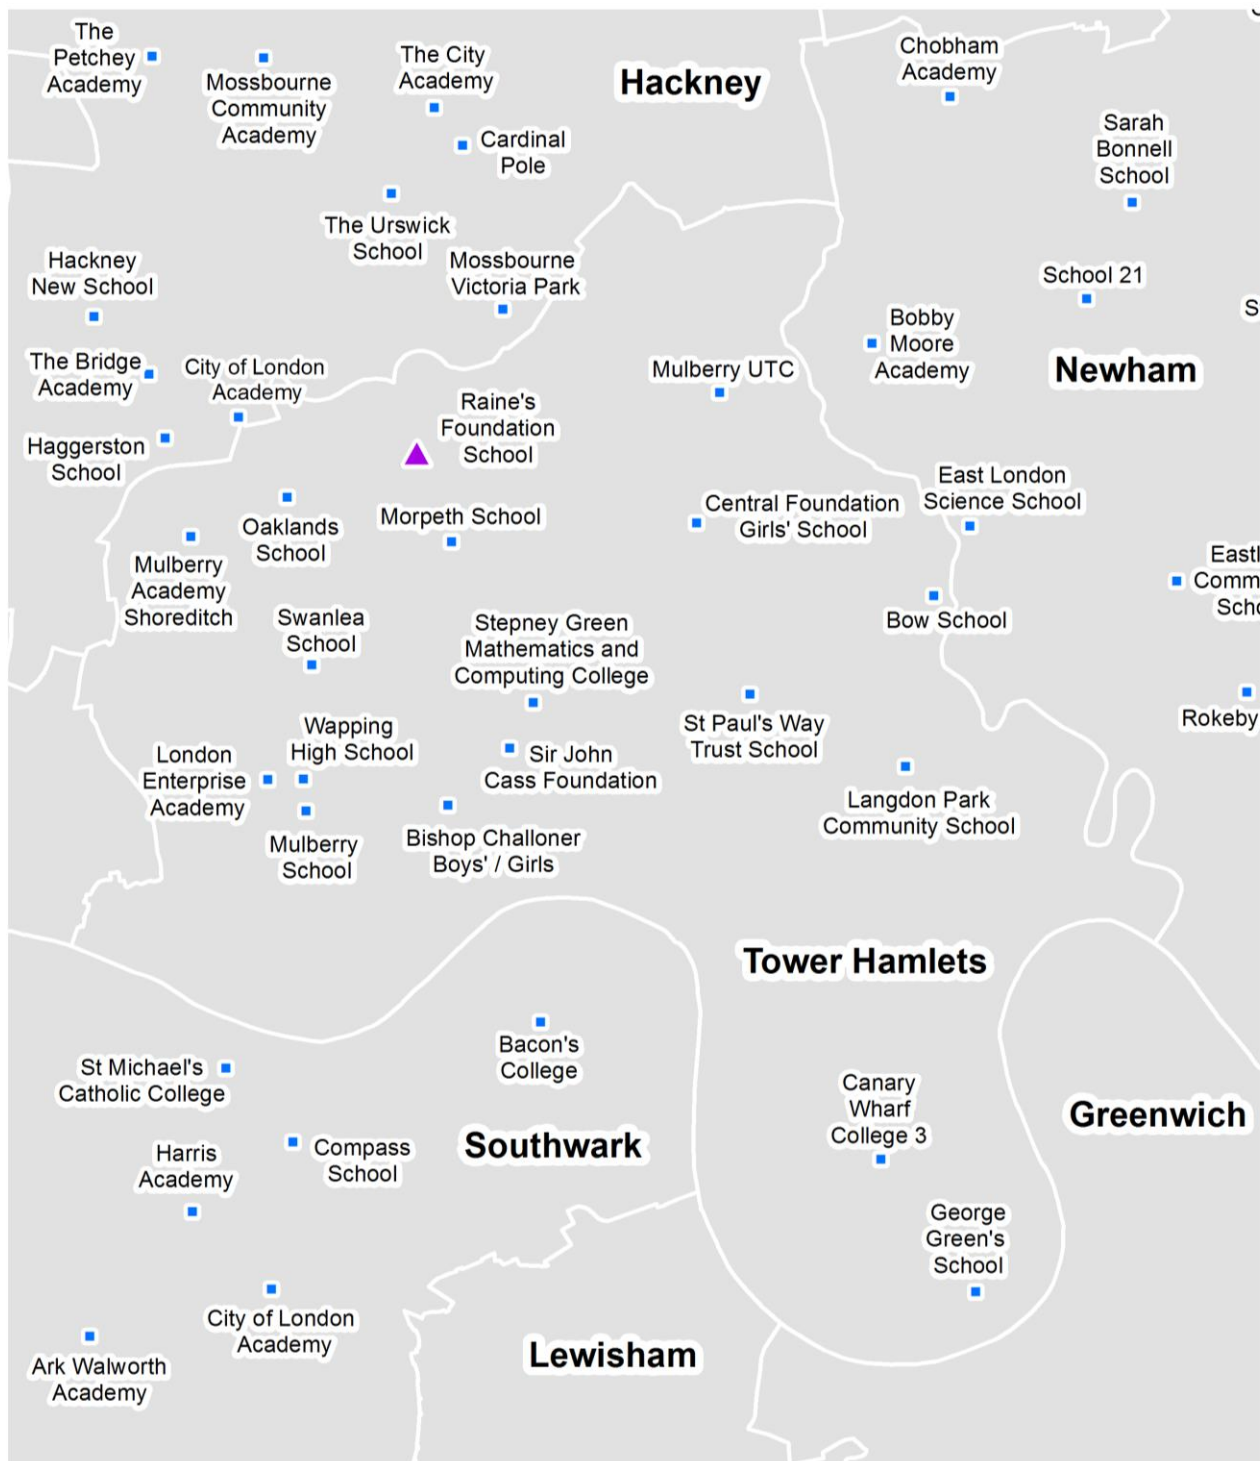 The
Petchey
Academy
Mossbourne
Community
Academy
The City
Academy
Hackney
Chobham
Academy
Cardinal
Pole
Sarah
Bonnell
School
The Urswick
School
Hackney
New School
Mossbourne
Victoria Park
School 21
S
Bobby
Moore
Academy
The Bridge
Academy
City of London
Academy
Mulberry UTC
Newham
Raine's
Foundation
School
Haggerston
School
East London
Science School
Central Foundation
Girls' School
Morpeth School
Oaklands
School
Mulberry
Academy
Shoreditch
Eastl
Comm
Scho
Swanlea
School
Stepney Green
Mathematics and
Computing College
Bow School
Rokeby
St Paul's Way
Trust School
Wapping
High School
London
Enterprise
Academy
Sir John
Cass Foundation
Langdon Park
Community School
Mulberry
School
Bishop Challoner
Boys' / Girls
Tower Hamlets
Bacon's
College
St Michael's
Catholic College
Canary
Wharf
College 3
Greenwich
Southwark
Compass
School
Harris
Academy
George
Green's
School
City of London
Academy
Lewisham
Ark Walworth
Academy